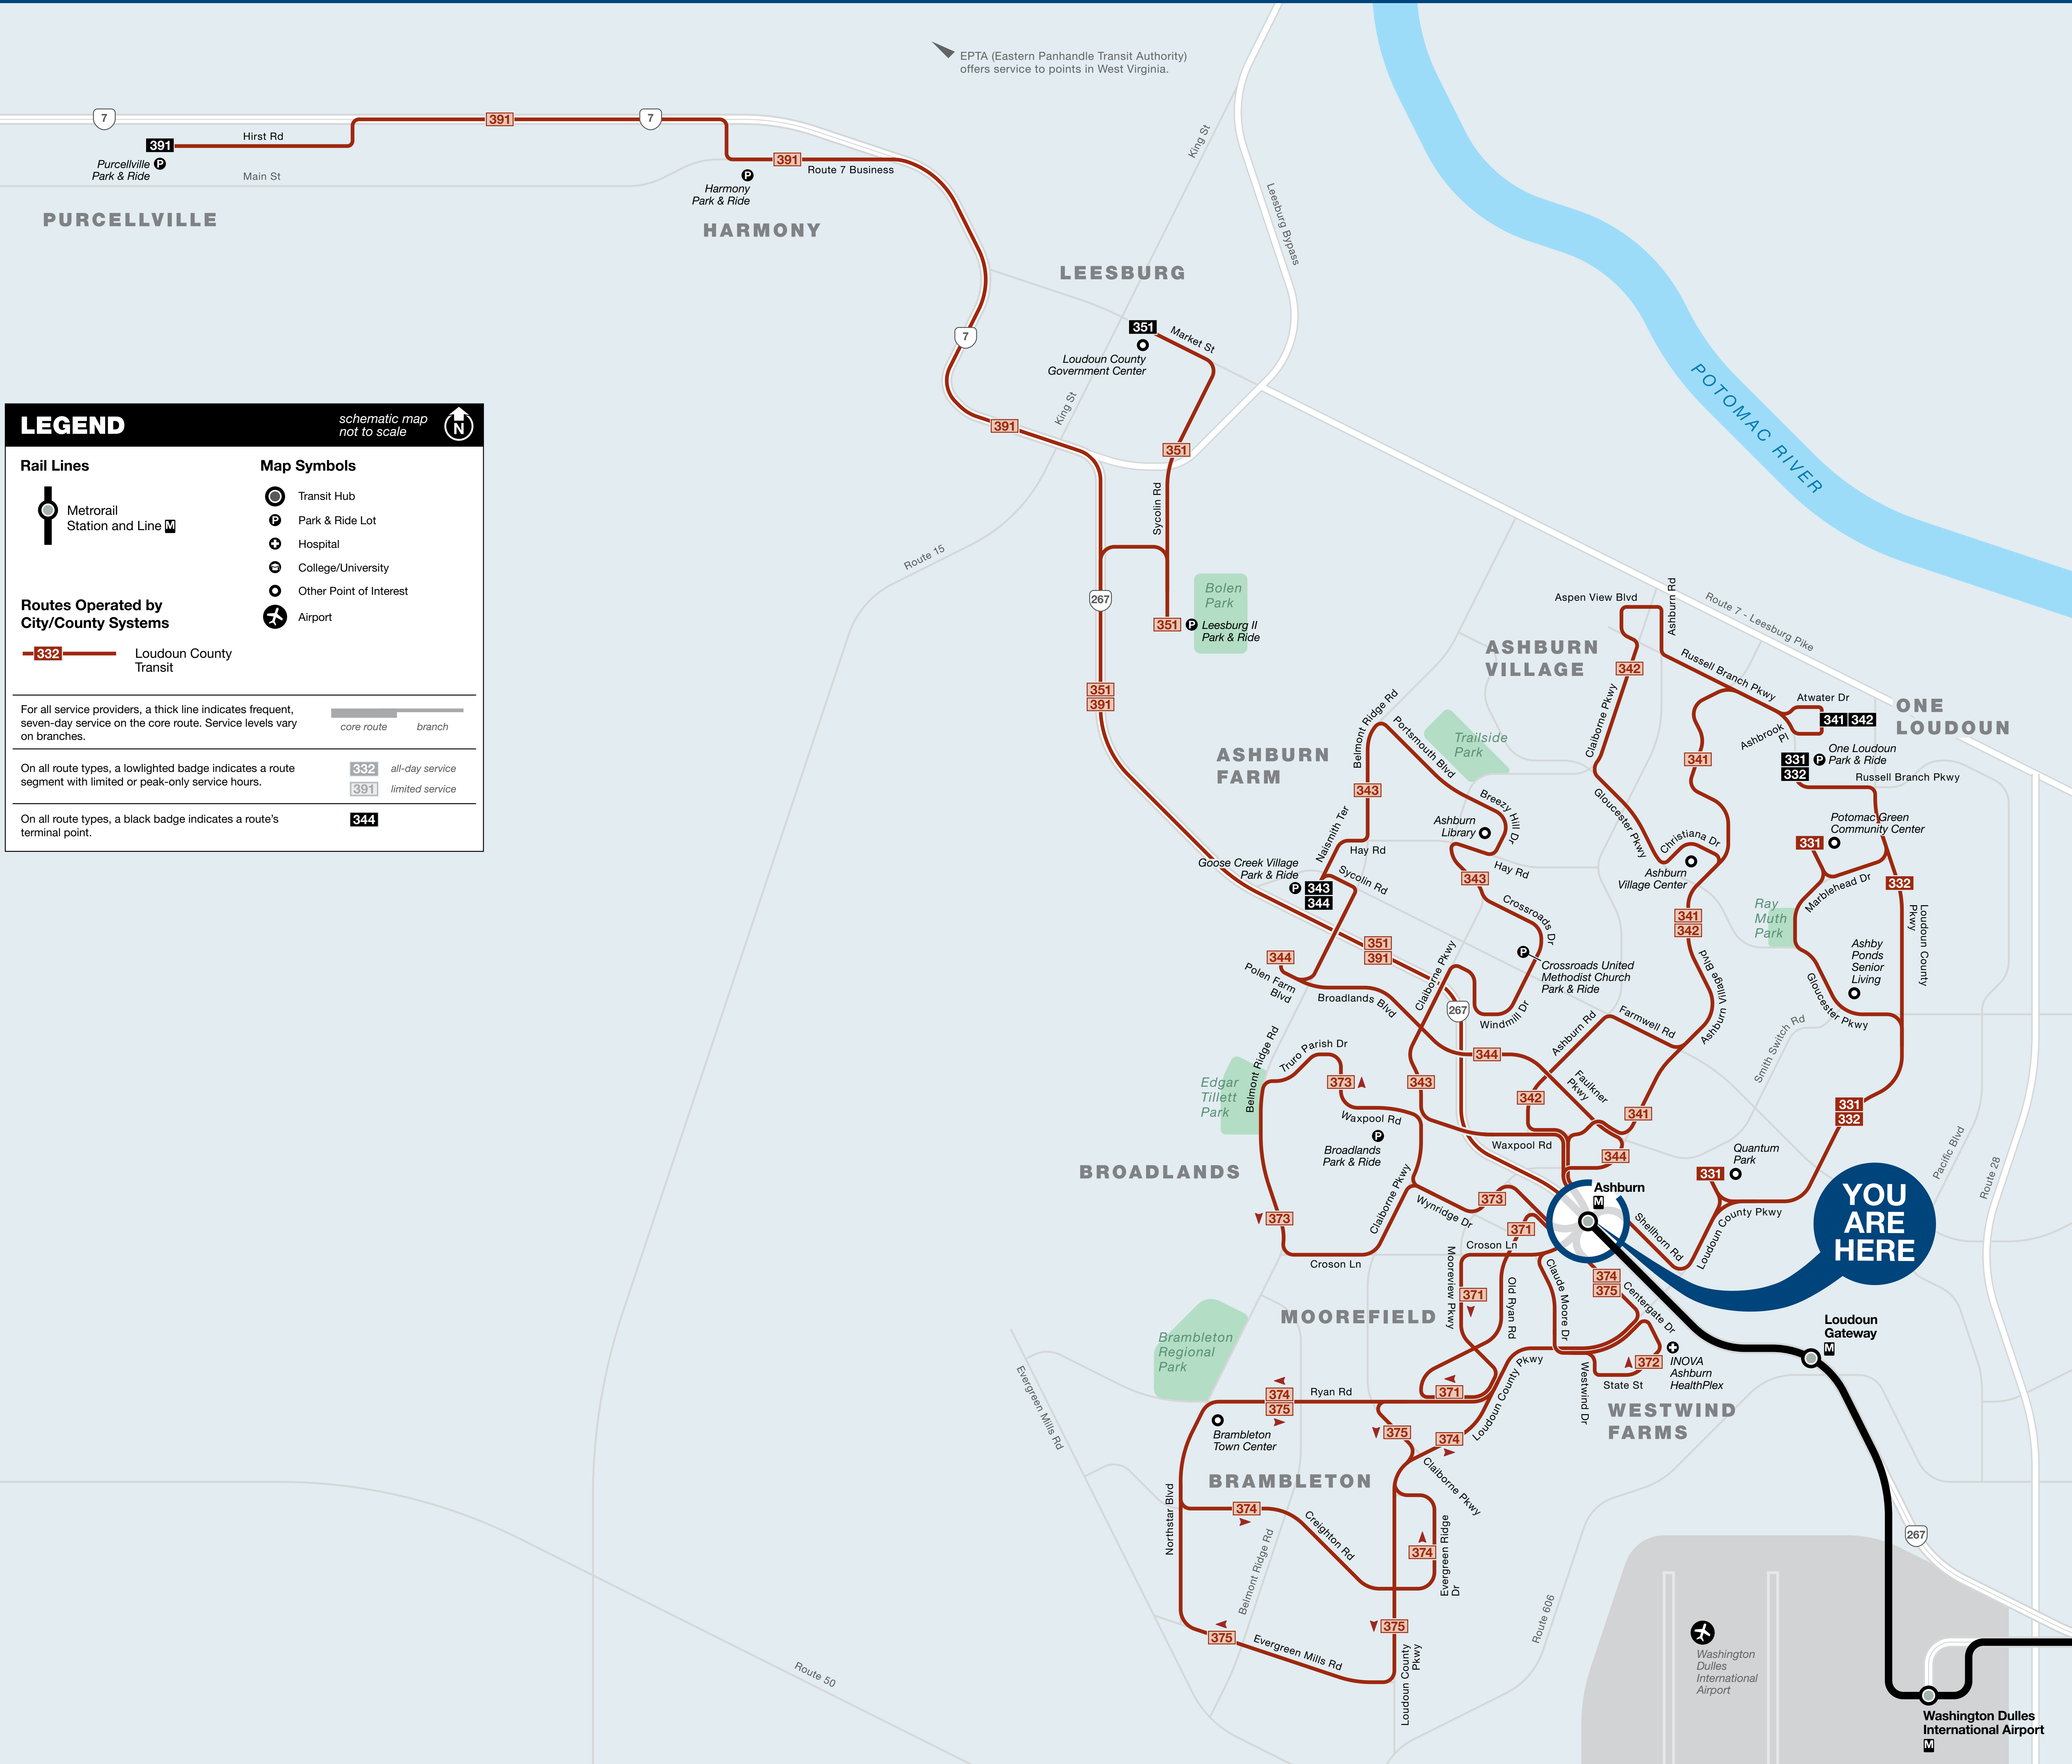 EPTA (Eastern Panhandle Transit Authority)
offers service to points in West Virginia.
7
391
7
391
Hirst Rd
Purcellville
Park & Ride
P
Main St
391
Route 7 Business
P
Harmony
Park & Ride
PURCELLVILLE
HARMONY
King St
Leesburg Bypass
LEESBURG
7
351
Market St
Loudoun County
Government Center
King St
391
351
Sycolin Rd
POTOMAC RIVER
Route 15
267
Bolen
Park
351
P
Leesburg II
Park & Ride
351
391
LEGEND
schematic map
not to scale
N
Rail Lines
Metrorail
Station and Line M
Routes Operated by
City/County Systems
332
Loudoun County
Transit
Map Symbols
Transit Hub
P
Park & Ride Lot
Hospital
College/University
Other Point of Interest
Airport
For all service providers, a thick line indicates frequent,
seven-day service on the core route. Service levels vary
on branches.
core route
branch
On all route types, a lowlighted badge indicates a route
segment with limited or peak-only service hours.
332
all-day service
391
limited service
On all route types, a black badge indicates a route's
terminal point.
344
Aspen View Blvd
Ashburn Rd
Route 7 - Leesburg Pike
ASHBURN
VILLAGE
342
Russell Branch Pkwy
Claiborne Pkwy
Atwater Dr
341
342
Ashbrook
Pl
ONE
LOUDOUN
331
332
P
One Loudoun
Park & Ride
Russell Branch Pkwy
341
ASHBURN
FARM
Belmont Ridge Rd
Portsmouth Blvd
Trailside
Park
343
Breezy Hill Dr
Ashburn
Library
Naismith Ter
Hay Rd
Hay Rd
343
Gloucester Pkwy
Christiana Dr
Ashburn
Village Center
331
Potomac Green
Community Center
Marblehead Dr
332
Loudoun County
Pkwy
Goose Creek Village
Park & Ride
P
343
344
Sycolin Rd
Crossroads Dr
341
342
Ray
Muth
Park
Ashby
Ponds
Senior
Living
351
391
344
Polen Farm
Blvd
Broadlands Blvd
Claiborne Pkwy
P
Crossroads United
Methodist Church
Park & Ride
Windmill Dr
267
Ashburn Village Blvd
Gloucester Pkwy
Smith Switch Rd
Ashburn Rd
Farmwell Rd
Edgar
Tillett
Park
Belmont Ridge Rd
Truro Parish Dr
373
344
343
342
Faulkner
Pkwy
341
331
332
Waxpool Rd
P
Broadlands
Park & Ride
Waxpool Rd
344
Quantum
Park
331
Pacific Blvd
Route 28
BROADLANDS
Claiborne Pkwy
Wynridge Dr
373
371
Ashburn
M
YOU
ARE
HERE
Shellhorn Rd
Loudoun County Pkwy
373
Croson Ln
Croson Ln
Mooreview Pkwy
371
Old Ryan Rd
Claude Moore Dr
374
375
Centergate Dr
MOOREFIELD
Loudoun
Gateway
M
Brambleton
Regional
Park
Evergreen Mills Rd
374
375
Ryan Rd
371
Loudoun County Pkwy
Westwind Dr
State St
372
INOVA
Ashburn
HealthPlex
WESTWIND
FARMS
Brambleton
Town Center
375
374
Claiborne Pkwy
BRAMBLETON
Northstar Blvd
374
Creighton Rd
374
Evergreen Ridge
Dr
Belmont Ridge Rd
375
Evergreen Mills Rd
375
Loudoun County
Pkwy
Route 606
Route 50
267
Washington
Dulles
International
Airport
Washington Dulles
International Airport
M